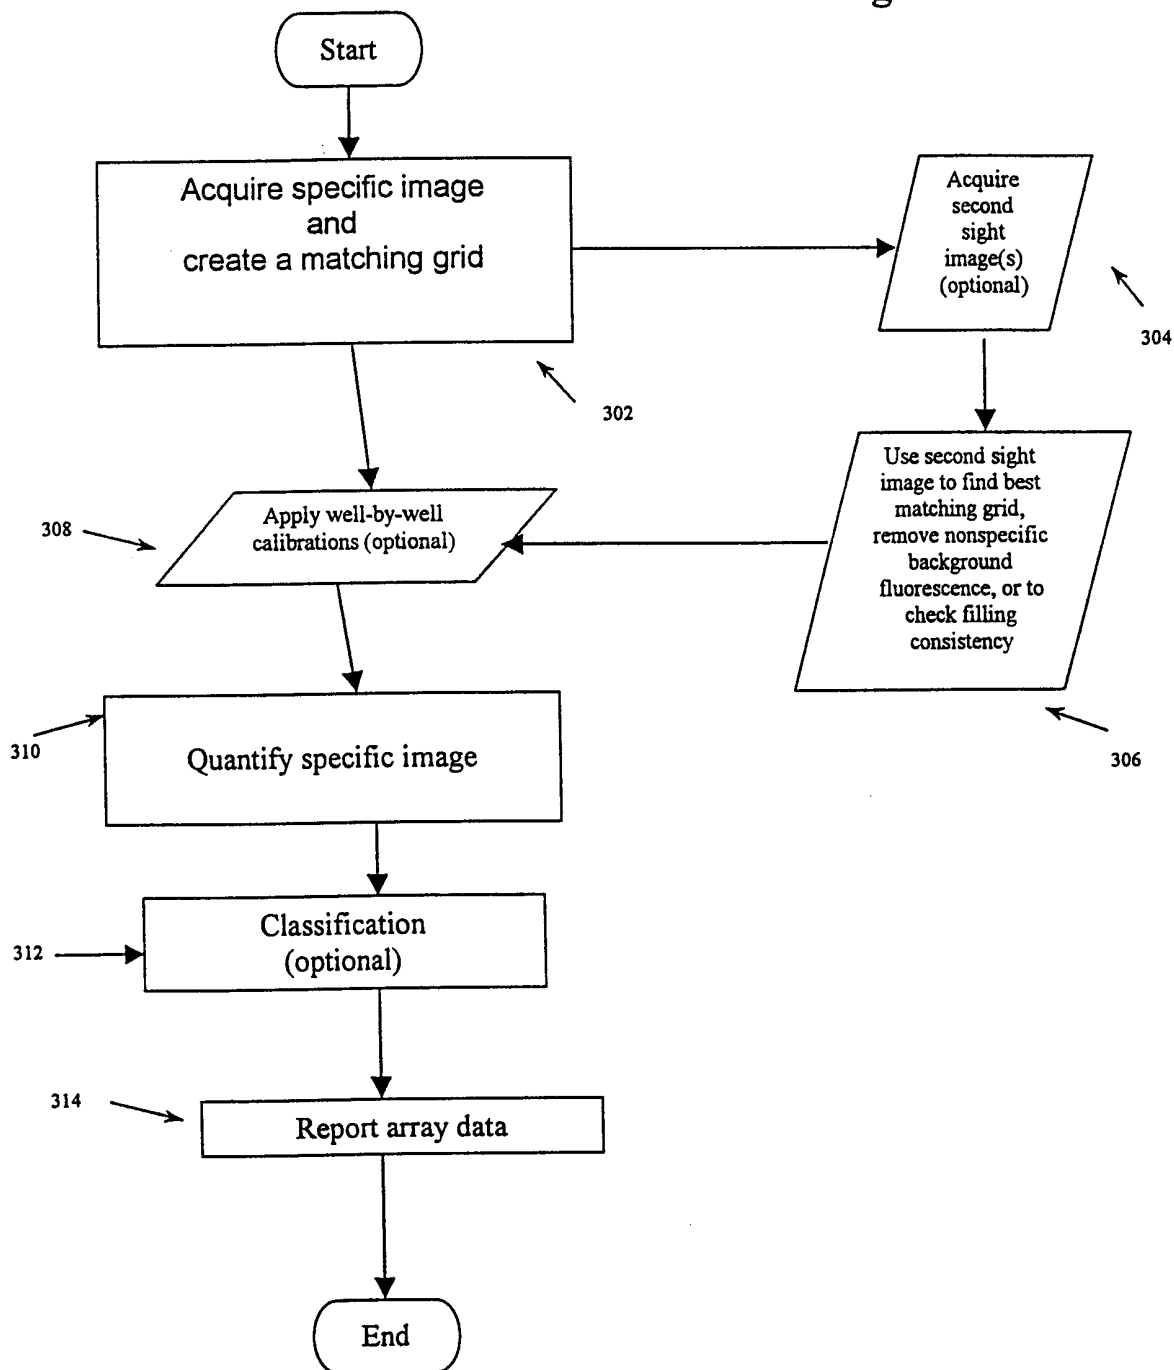 Start
Acquire specific image
and
create a matching grid
302
Acquire
second
sight
image(s)
(optional)
304
Use second sight
image to find best
matching grid,
remove nonspecific
background
fluorescence, or to
check filling
consistency
306
308
Apply well-by-well
calibrations (optional)
310
Quantify specific image
312
Classification
(optional)
314
Report array data
End